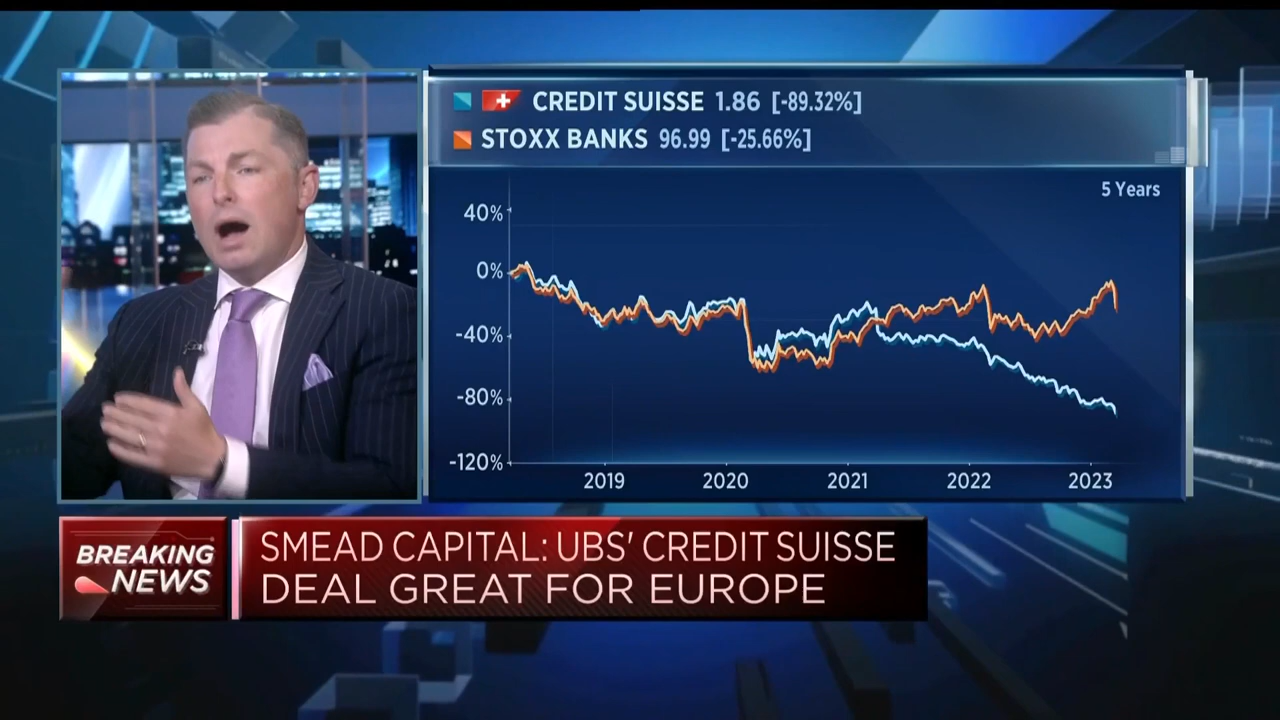 CREDIT SUISSE 1.86 [-89.32%]
STOXX BANKS 96.99 [-25.66%]
5 Years
40%
0%
-40%
-80%
-120%
2019 2020 2021 2022 2023
BREAKING
NEWS
SMEAD CAPITAL: UBS' CREDIT SUISSE
DEAL GREAT FOR EUROPE